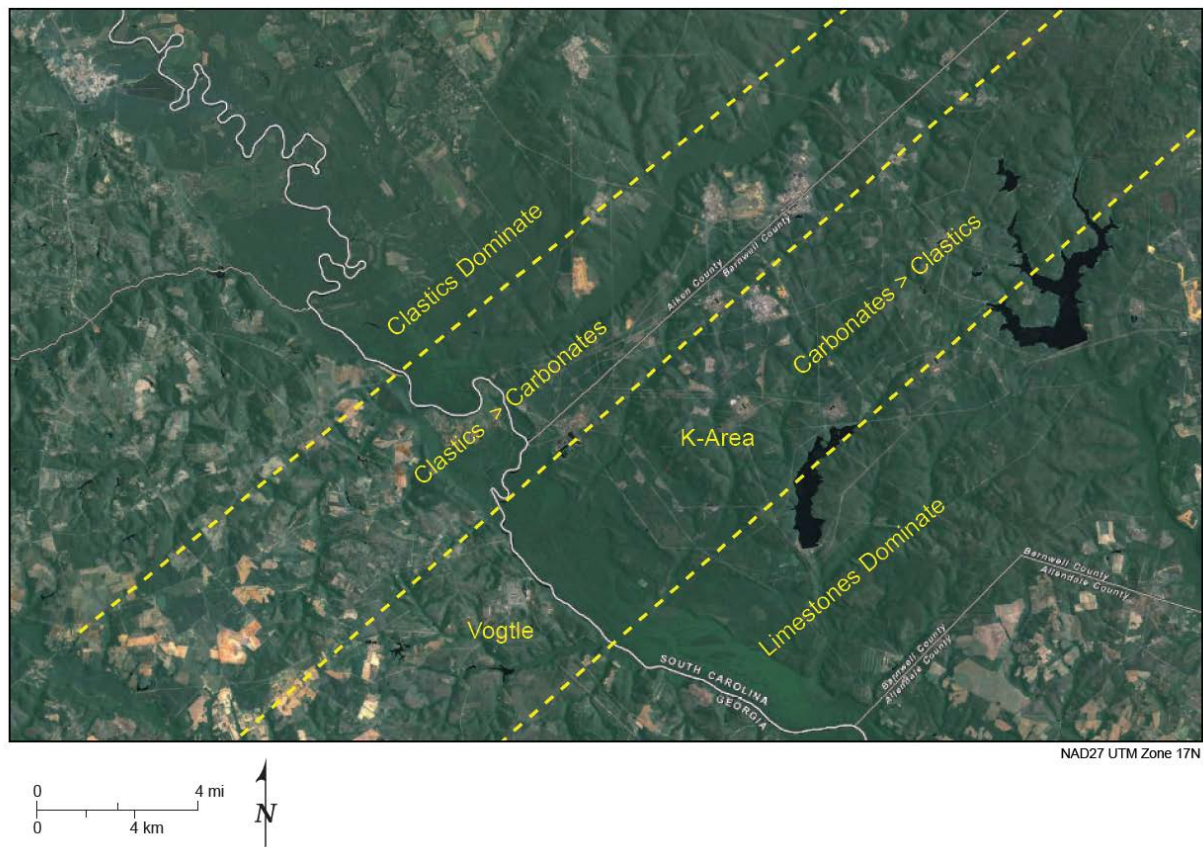 Clastics Dominate
Aiken County
Barnwell County
Carbonates > Clastics
Clastics > Carbonates
K-Area
Limestones Dominate
Barnwell County
Allendale County
Vogtle
Barnwell County
Allendale County
SOUTH CAROLINA
GEORGIA
NAD27 UTM Zone 17N
0 4 mi
0 4 km
N